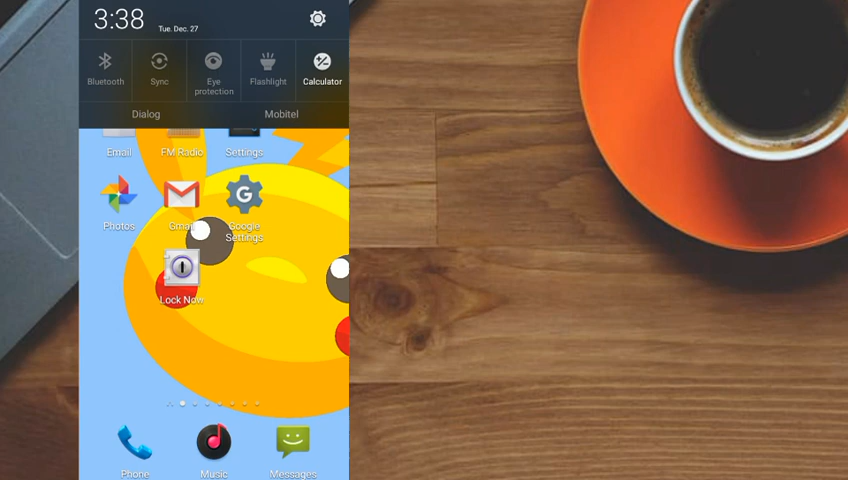 3:38
Tue. Dec. 27
Bluetooth
Sync
Eye
protection
Flashlight
Calculator
Dialog
Mobitel
Email
FM Radio
Settings
Photos
Gmail
Google
Settings
Lock Now
Phone
Music
Messages